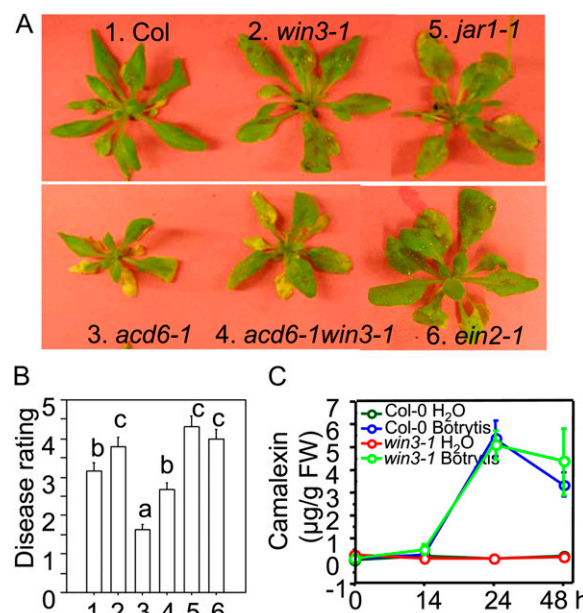 A
1. Col
2. win3-1
5. jar1-1
3. acd6-1
4. acd6-1win3-1
6. ein2-1
B
Disease rating
5
4
3
2
1
0
b
c
a
b
c
c
1 2 3 4 5 6
C
Camalexin
(µg/g FW)
Col-0 H₂O
Col-0 Botrytis
win3-1 H₂O
win3-1 Botrytis
7
6
5
4
3
2
1
0
-1
0 14 24 48 h